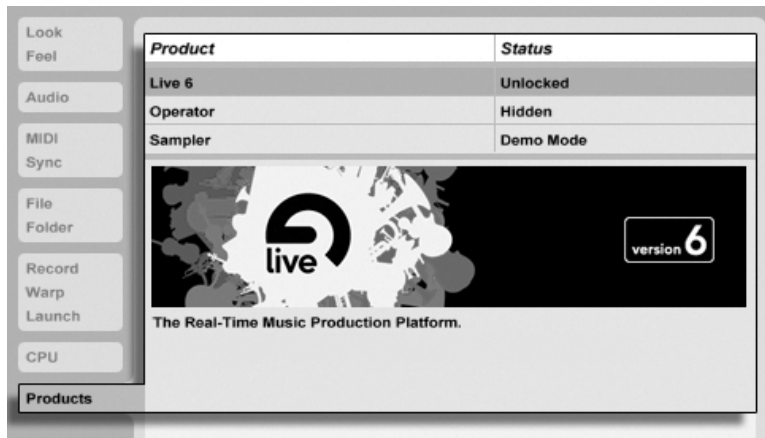 Look
Feel
Audio
MIDI
Sync
File
Folder
Record
Warp
Launch
CPU
Products
Product Status
Live 6 Unlocked
Operator Hidden
Sampler Demo Mode
live
version 6
The Real-Time Music Production Platform.